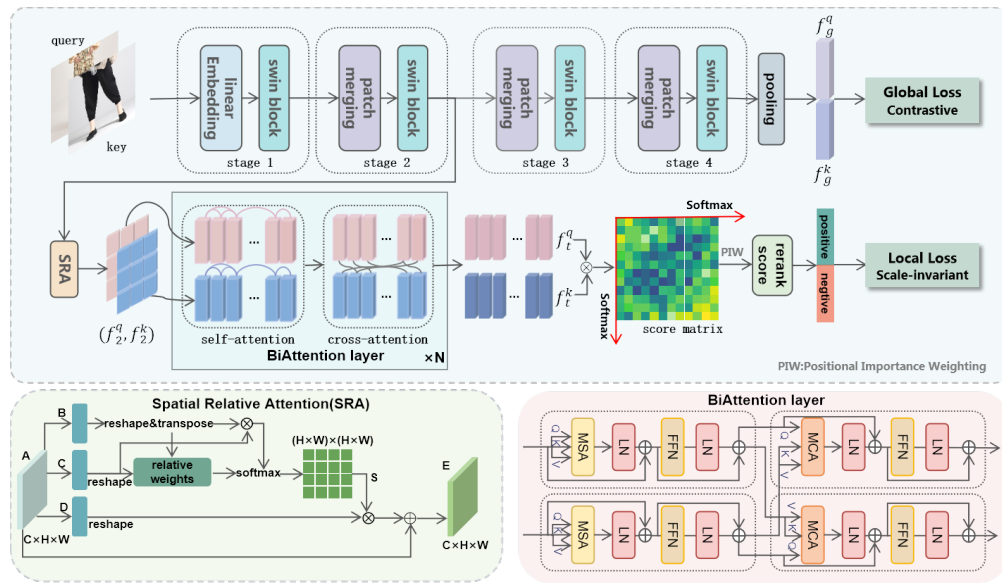 query
key
linear
Embedding
swin block
stage 1
patch
merging
swin block
stage 2
patch
merging
swin block
stage 3
patch
merging
swin block
stage 4
pooling
f_g^q
f_g^k
Global Loss
Contrastive
SRA
(f_2^q, f_2^k)
...
...
self-attention
...
...
cross-attention
BiAttention layer
×N
...
...
f_t^q
f_t^k
Softmax
Softmax
score matrix
PIW
rerank
score
positive
negtive
Local Loss
Scale-invariant
PIW:Positional Importance Weighting
Spatial Relative Attention(SRA)
A
B
reshape&transpose
C
reshape
relative
weights
softmax
(H×W)×(H×W)
S
D
reshape
C×H×W
E
C×H×W
BiAttention layer
Q
K
V
MSA
LN
FFN
LN
Q
K
V
MCA
LN
FFN
LN
Q
K
V
MSA
LN
FFN
LN
V
K
Q
MCA
LN
FFN
LN